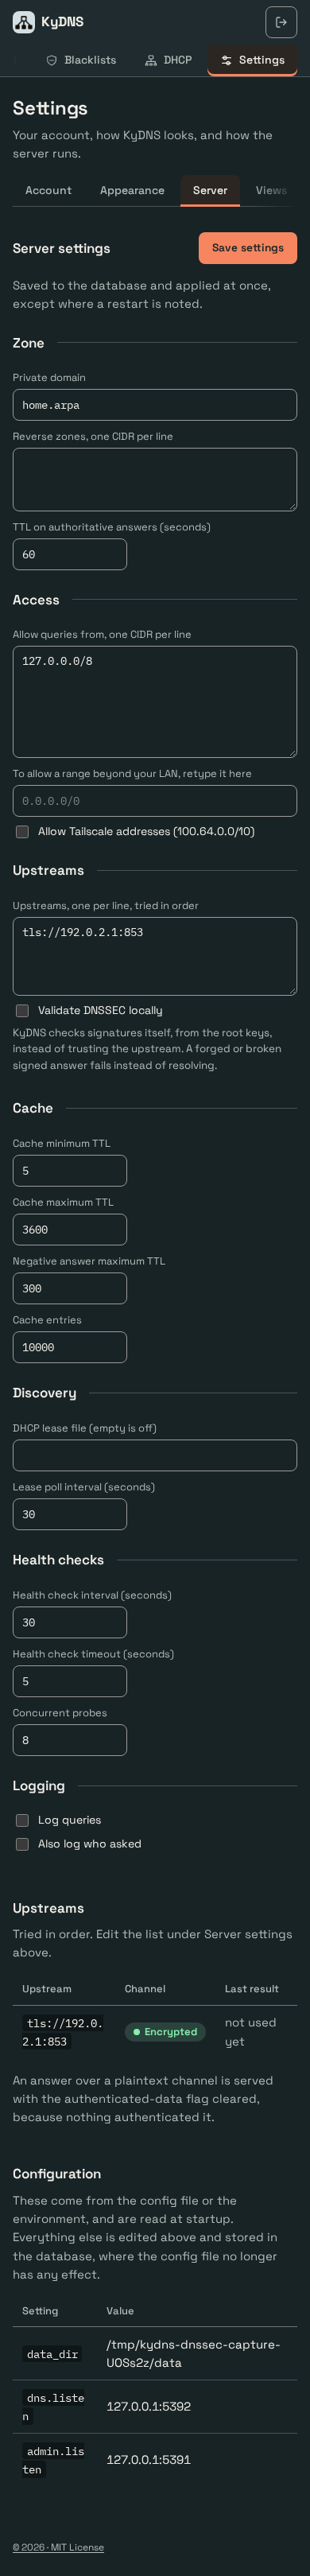 KyDNS
Blacklists
DHCP
Settings
Settings
Your account, how KyDNS looks, and how the
server runs.
Account
Appearance
Server
Views
Server settings
Save settings
Saved to the database and applied at once,
except where a restart is noted.
Zone
Private domain
home.arpa
Reverse zones, one CIDR per line
TTL on authoritative answers (seconds)
60
Access
Allow queries from, one CIDR per line
127.0.0.0/8
To allow a range beyond your LAN, retype it here
0.0.0.0/0
Allow Tailscale addresses (100.64.0.0/10)
Upstreams
Upstreams, one per line, tried in order
tls://192.0.2.1:853
Validate DNSSEC locally
KyDNS checks signatures itself, from the root keys,
instead of trusting the upstream. A forged or broken
signed answer fails instead of resolving.
Cache
Cache minimum TTL
5
Cache maximum TTL
3600
Negative answer maximum TTL
300
Cache entries
10000
Discovery
DHCP lease file (empty is off)
Lease poll interval (seconds)
30
Health checks
Health check interval (seconds)
30
Health check timeout (seconds)
5
Concurrent probes
8
Logging
Log queries
Also log who asked
Upstreams
Tried in order. Edit the list under Server settings
above.
Upstream
Channel
Last result
tls://192.0.
2.1:853
Encrypted
not used
yet
An answer over a plaintext channel is served
with the authenticated-data flag cleared,
because nothing authenticated it.
Configuration
These come from the config file or the
environment, and are read at startup.
Everything else is edited above and stored in
the database, where the config file no longer
has any effect.
Setting
Value
data_dir
/tmp/kydns-dnssec-capture-
UOSs2z/data
dns.liste
n
127.0.0.1:5392
admin.lis
ten
127.0.0.1:5391
© 2026 · MIT License